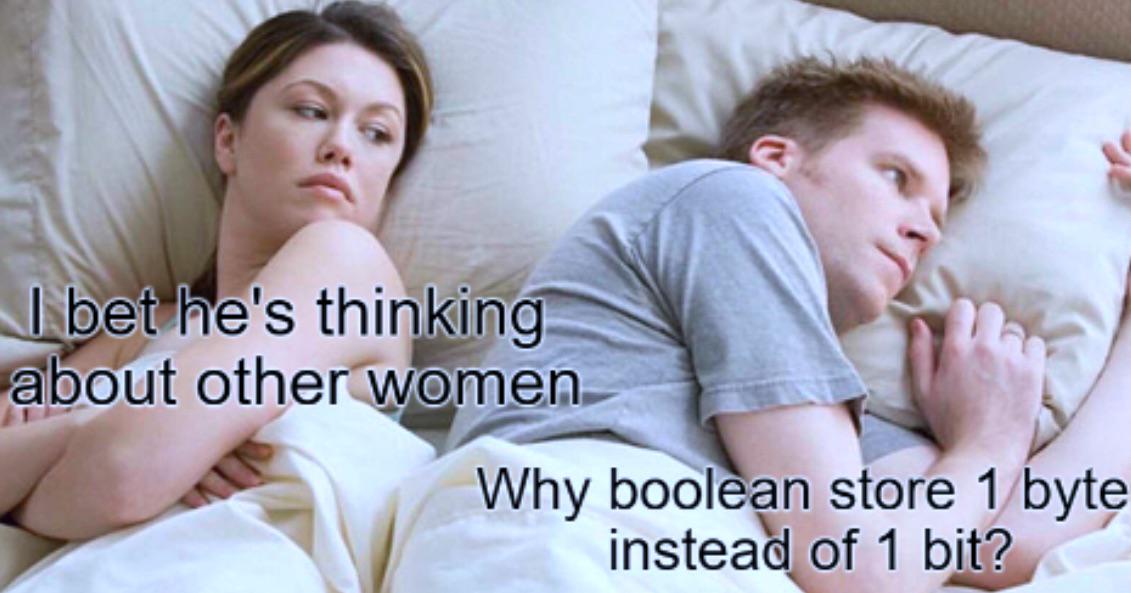 I bet he's thinking
about other women
Why boolean store 1 byte
instead of 1 bit?